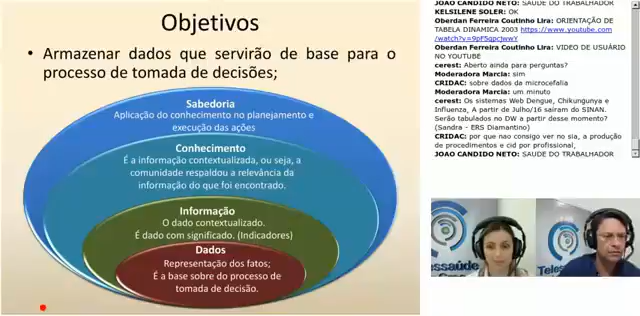 Objetivos
• Armazenar dados que servirão de base para o
processo de tomada de decisões;
Sabedoria
Aplicação do conhecimento no planejamento e
execução das ações
Conhecimento
É a informação contextualizada, ou seja, a
comunidade respaldou a relevância da
informação do que foi encontrado.
Informação
O dado contextualizado.
É dado com significado. (Indicadores)
Dados
Representação dos fatos;
É a base sobre do processo de
tomada de decisão.
JOAO CANDIDO NETO: SAUDE DO TRABALHADOR
KELSILENE SOLER: OK
Oberdan Ferreira Coutinho Lira: ORIENTAÇÃO DE
TABELA DINAMICA 2003 https://www.youtube.com
/watch?v=9pF5qpcJwwY
Oberdan Ferreira Coutinho Lira: VIDEO DE USUÁRIO
NO YOUTUBE
cerest: Aberto ainda para perguntas?
Moderadora Marcia: sim
CRIDAC: sobre dados da microcefalia
Moderadora Marcia: um minuto
cerest: Os sistemas Web Dengue, Chikungunya e
Influenza, A partir de Julho/16 sairam do SINAN.
Serão tabulados no DW a partir desse momento?
(Sandra - ERS Diamantino)
CRIDAC: por que nao consigo ver no sia, a produção
de procedimentos e cid por profissional,
JOAO CANDIDO NETO: SAUDE DO TRABALHADOR